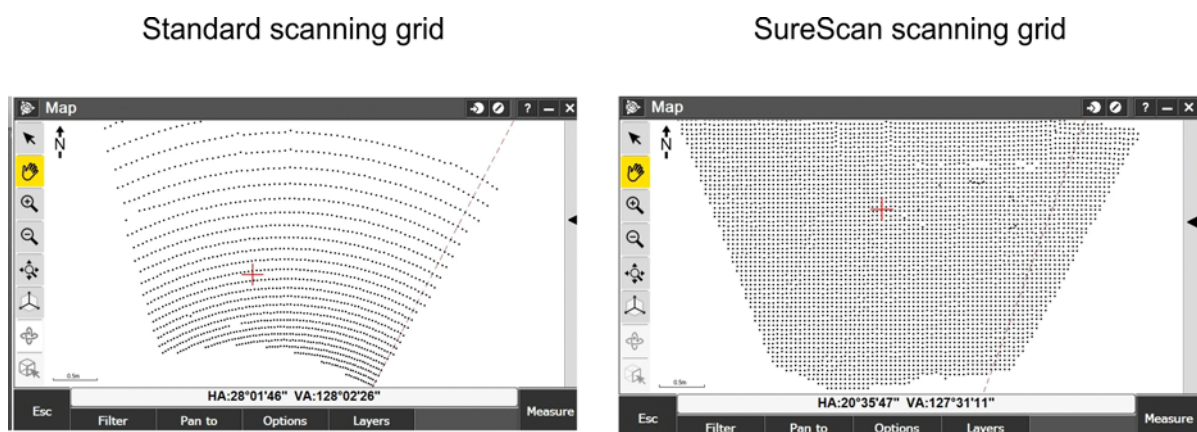 Standard scanning grid
SureScan scanning grid
Map
? – ×
N
0.5m
HA:28°01'46" VA:128°02'26"
Esc
Filter
Pan to
Options
Layers
Measure
Map
? – ×
N
0.5m
HA:20°35'47" VA:127°31'11"
Esc
Filter
Pan to
Options
Layers
Measure